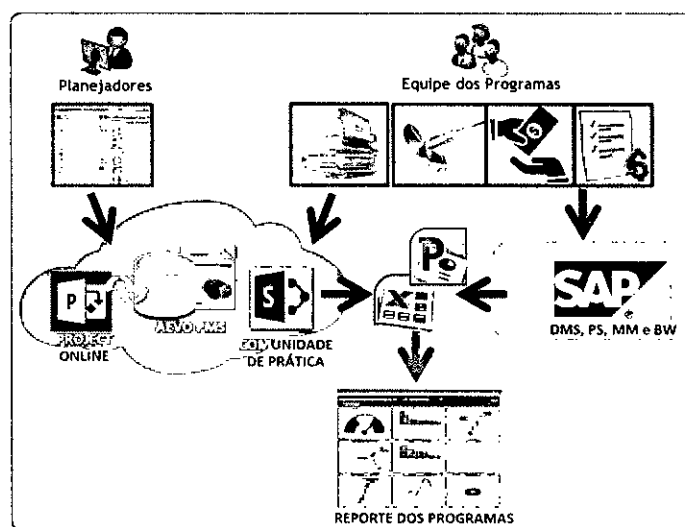 Planejadores
Equipe dos Programas
$
$
P
PROJECT
ONLINE
AEVO PMS
S
COMUNIDADE
DE PRÁTICA
P
X
SAP
DMS, PS, MM e BW
REPORTE DOS PROGRAMAS